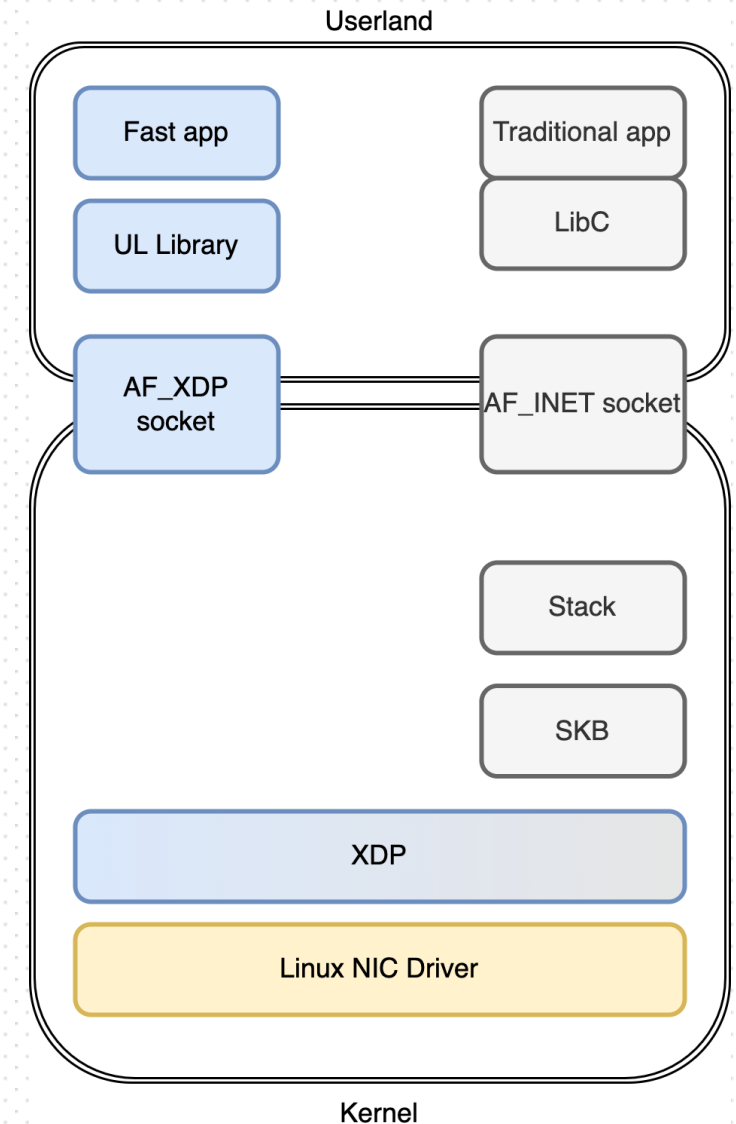 Userland
Fast app
Traditional app
UL Library
LibC
AF_XDP
socket
AF_INET socket
Stack
SKB
XDP
Linux NIC Driver
Kernel